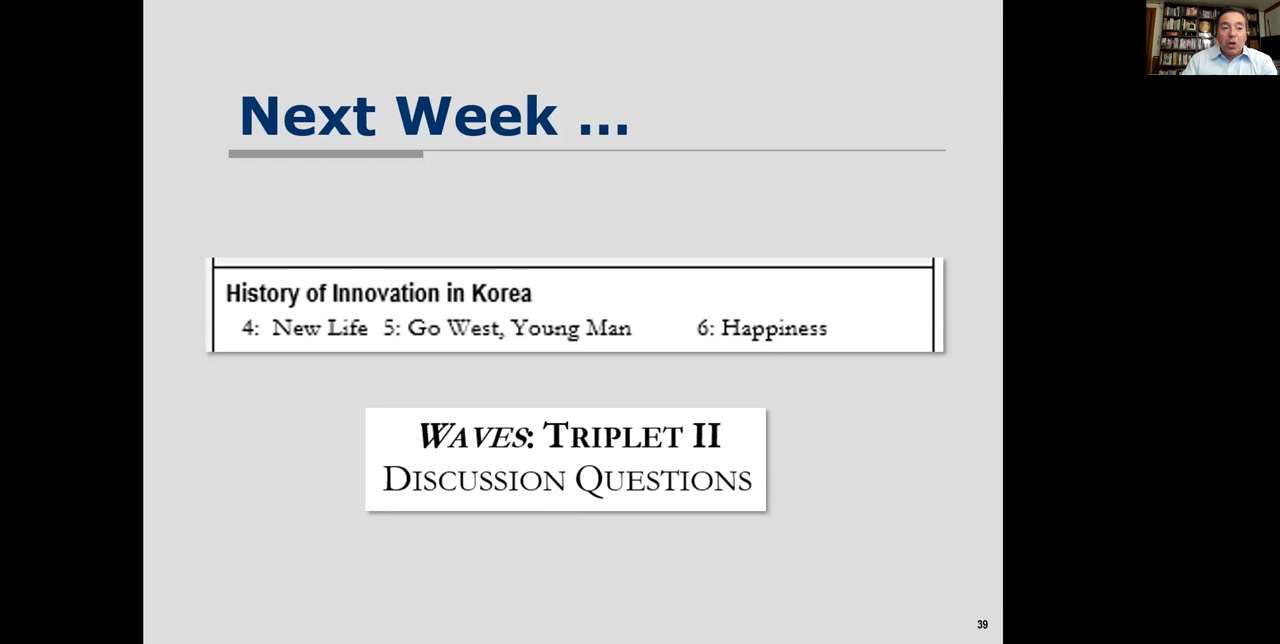 Next Week ...
History of Innovation in Korea
4: New Life 5: Go West, Young Man 6: Happiness
WAVES: TRIPLET II
DISCUSSION QUESTIONS
39